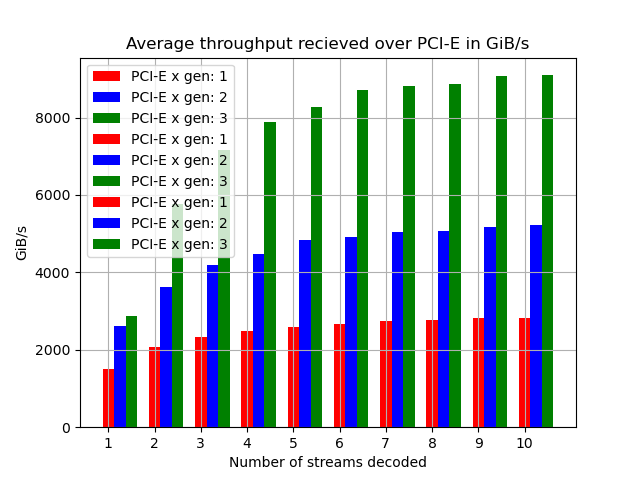 Average throughput recieved over PCI-E in GiB/s
PCI-E x gen: 1
PCI-E x gen: 2
PCI-E x gen: 3
PCI-E x gen: 1
PCI-E x gen: 2
PCI-E x gen: 3
PCI-E x gen: 1
PCI-E x gen: 2
PCI-E x gen: 3
8000
6000
4000
2000
0
GiB/s
1 2 3 4 5 6 7 8 9 10
Number of streams decoded